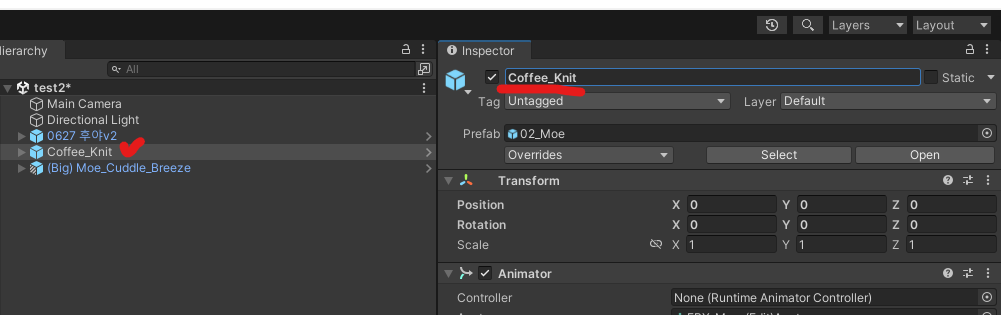 Layers
Layout
Hierarchy
All
Inspector
test2*
Coffee_Knit
Static
Main Camera
Tag Untagged
Layer Default
Directional Light
0627 후야v2
Prefab 02_Moe
Coffee_Knit
Overrides
Select
Open
(Big) Moe_Cuddle_Breeze
Transform
Position X 0 Y 0 Z 0
Rotation X 0 Y 0 Z 0
Scale X 1 Y 1 Z 1
Animator
Controller None (Runtime Animator Controller)